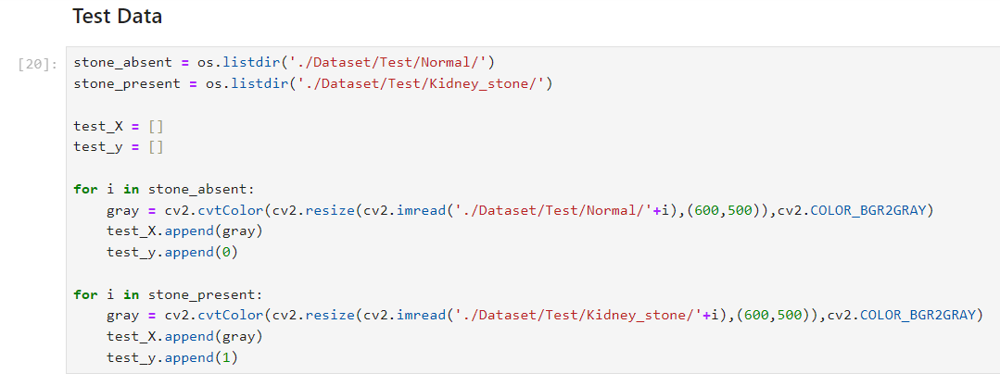 Test Data
[20]: stone_absent = os.listdir('./Dataset/Test/Normal/')
stone_present = os.listdir('./Dataset/Test/Kidney_stone/')
test_X = []
test_y = []
for i in stone_absent:
    gray = cv2.cvtColor(cv2.resize(cv2.imread('./Dataset/Test/Normal/'+i),(600,500)),cv2.COLOR_BGR2GRAY)
    test_X.append(gray)
    test_y.append(0)
for i in stone_present:
    gray = cv2.cvtColor(cv2.resize(cv2.imread('./Dataset/Test/Kidney_stone/'+i),(600,500)),cv2.COLOR_BGR2GRAY)
    test_X.append(gray)
    test_y.append(1)